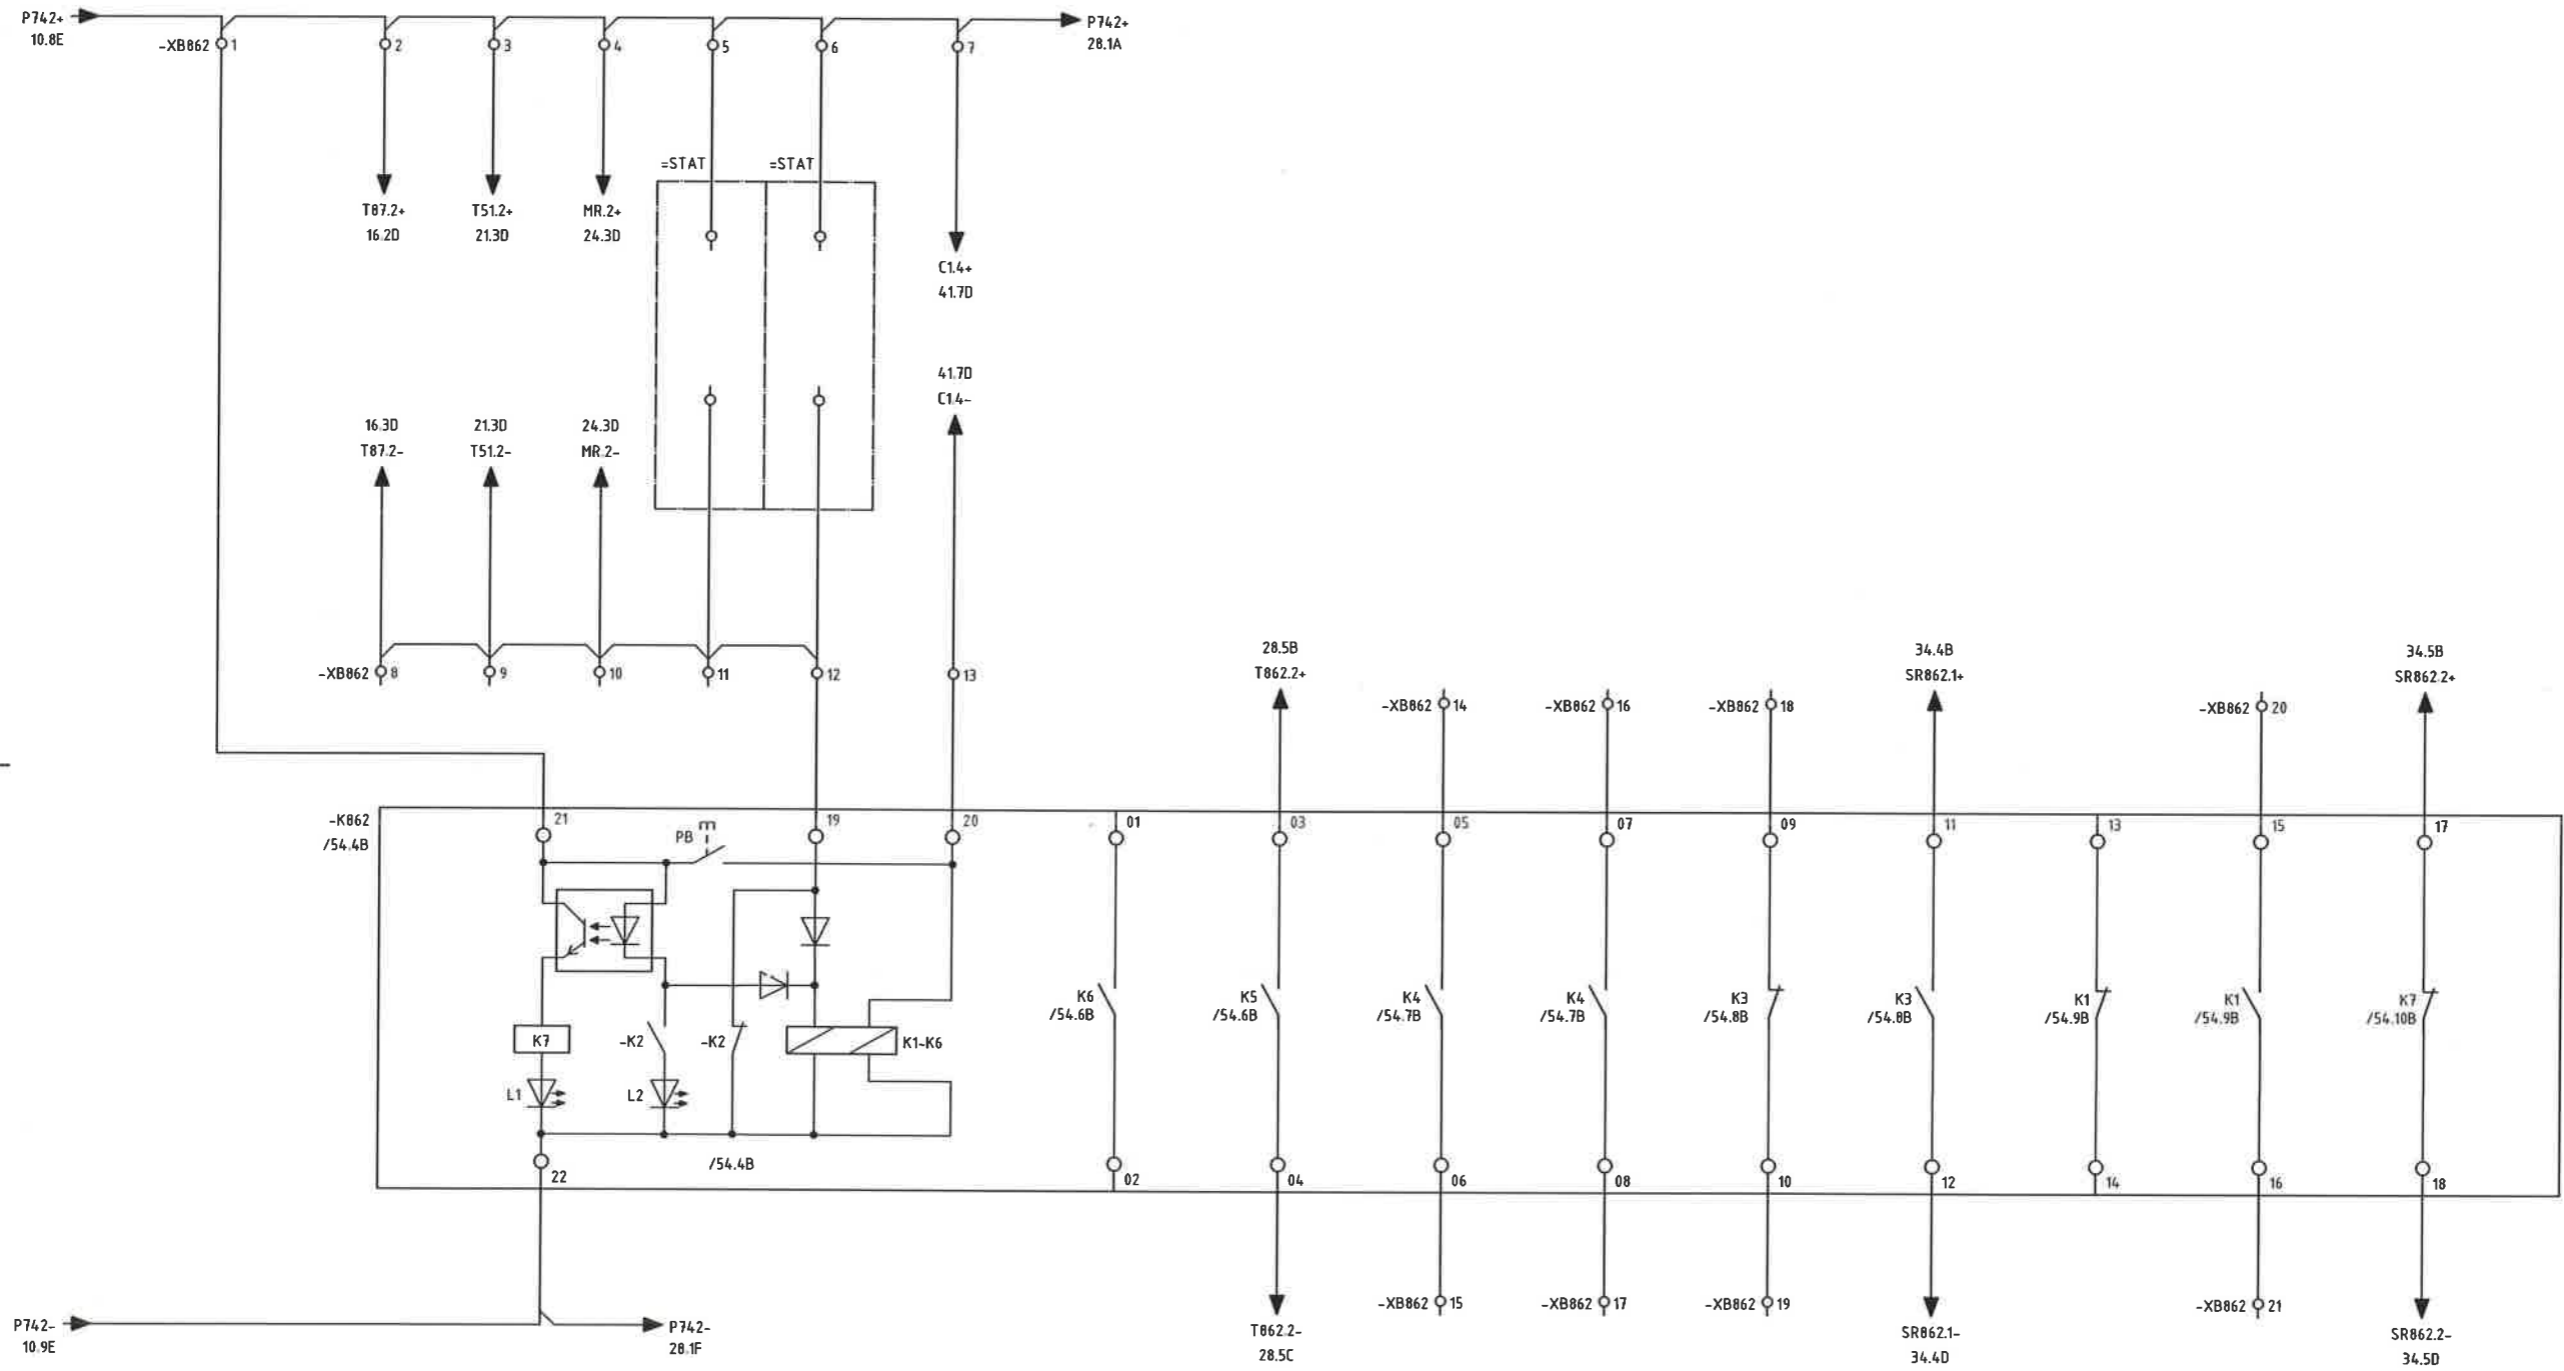 P742+
10.8E
-XB862 1
2
3
4
5
6
7
P742+
28.1A
=STAT
=STAT
T87.2+
16.2D
T51.2+
21.3D
MR.2+
24.3D
C1.4+
41.7D
41.7D
C1.4-
16.3D
T87.2-
21.3D
T51.2-
24.3D
MR.2-
-XB862 8
9
10
11
12
13
28.5B
T862.2+
-XB862 14
-XB862 16
-XB862 18
34.4B
SR862.1+
-XB862 20
34.5B
SR862.2+
-K862
/54.4B
21
PB
19
20
01
03
05
07
09
11
13
15
17
K7
-K2
-K2
K1-K6
L1
L2
K6
/54.6B
K5
/54.6B
K4
/54.7B
K4
/54.7B
K3
/54.8B
K3
/54.8B
K1
/54.9B
K1
/54.9B
K7
/54.10B
22
/54.4B
02
04
06
08
10
12
14
16
18
P742-
10.9E
P742-
28.1F
T862.2-
28.5C
-XB862 15
-XB862 17
-XB862 19
SR862.1-
34.4D
-XB862 21
SR862.2-
34.5D